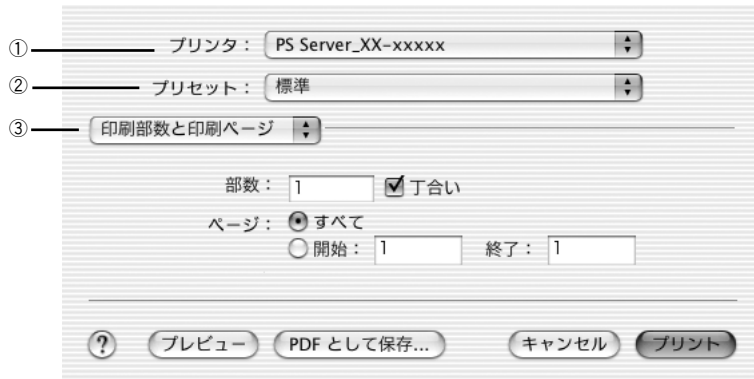 ① プリンタ： PS Server_XX-xxxxx
② プリセット： 標準
③ 印刷部数と印刷ページ
部数： 1 丁合い
ページ： すべて
開始： 1 終了： 1
? プレビュー PDF として保存... キャンセル プリント